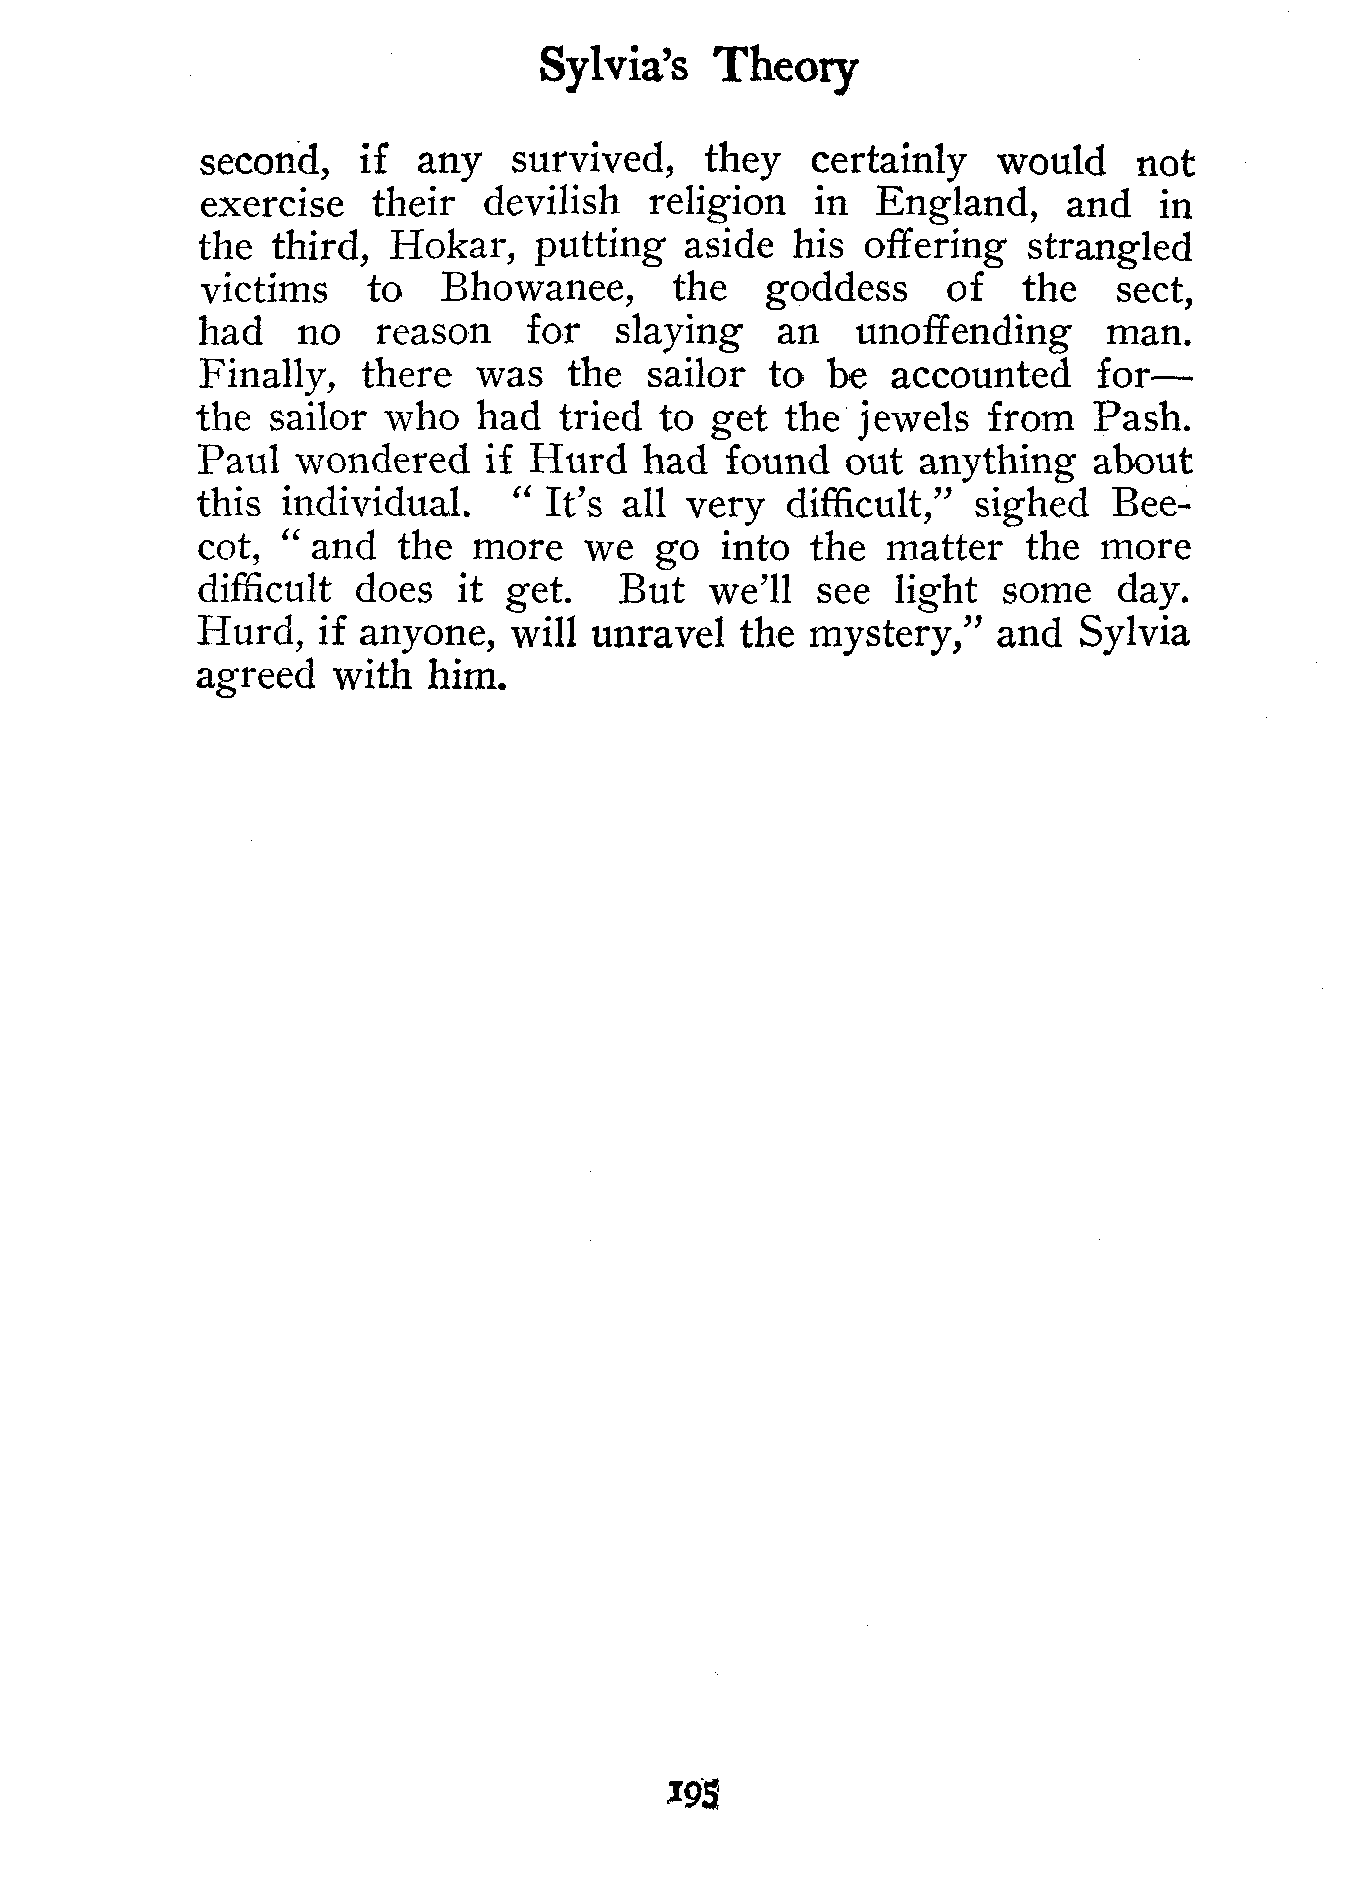 Sylvia's Theory
second, if any survived, they certainly would not
exercise their devilish religion in England, and in
the third, Hokar, putting aside his offering strangled
victims to Bhowanee, the goddess of the sect,
had no reason for slaying an unoffending man.
Finally, there was the sailor to be accounted for—
the sailor who had tried to get the jewels from Pash.
Paul wondered if Hurd had found out anything about
this individual. “ It's all very difficult,” sighed Bee-
cot, “ and the more we go into the matter the more
difficult does it get. But we'll see light some day.
Hurd, if anyone, will unravel the mystery,” and Sylvia
agreed with him.
195